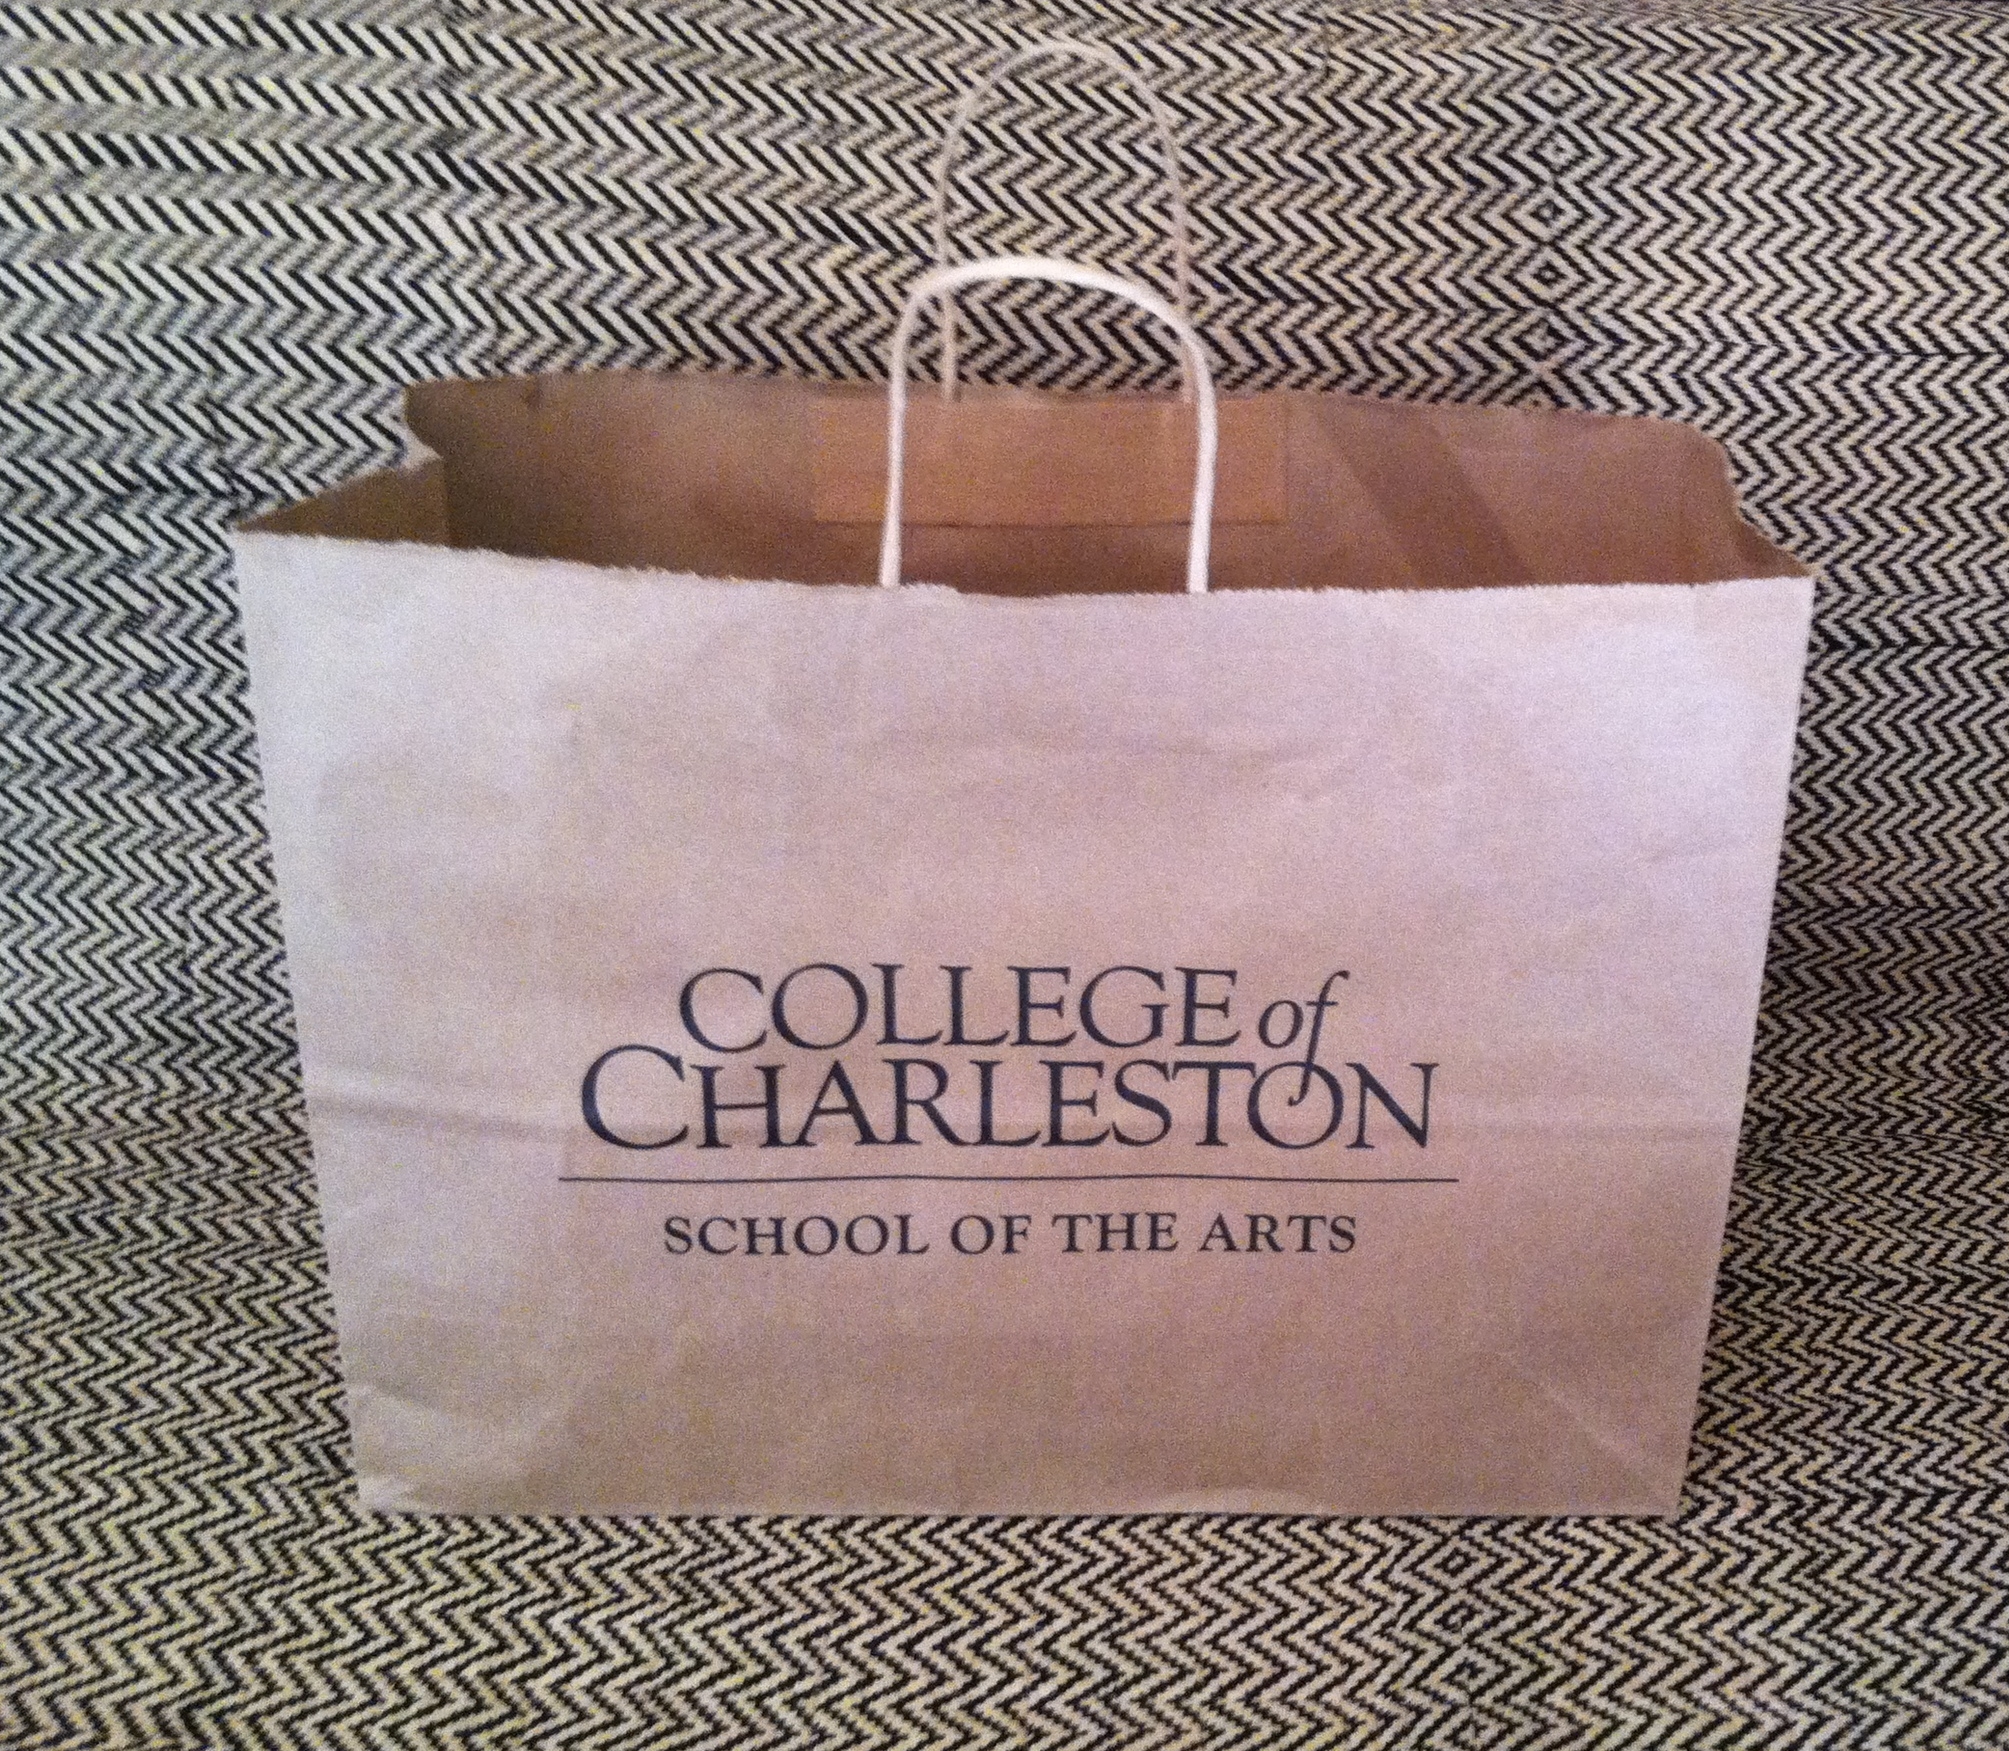 COLLEGE of
CHARLESTON
SCHOOL OF THE ARTS